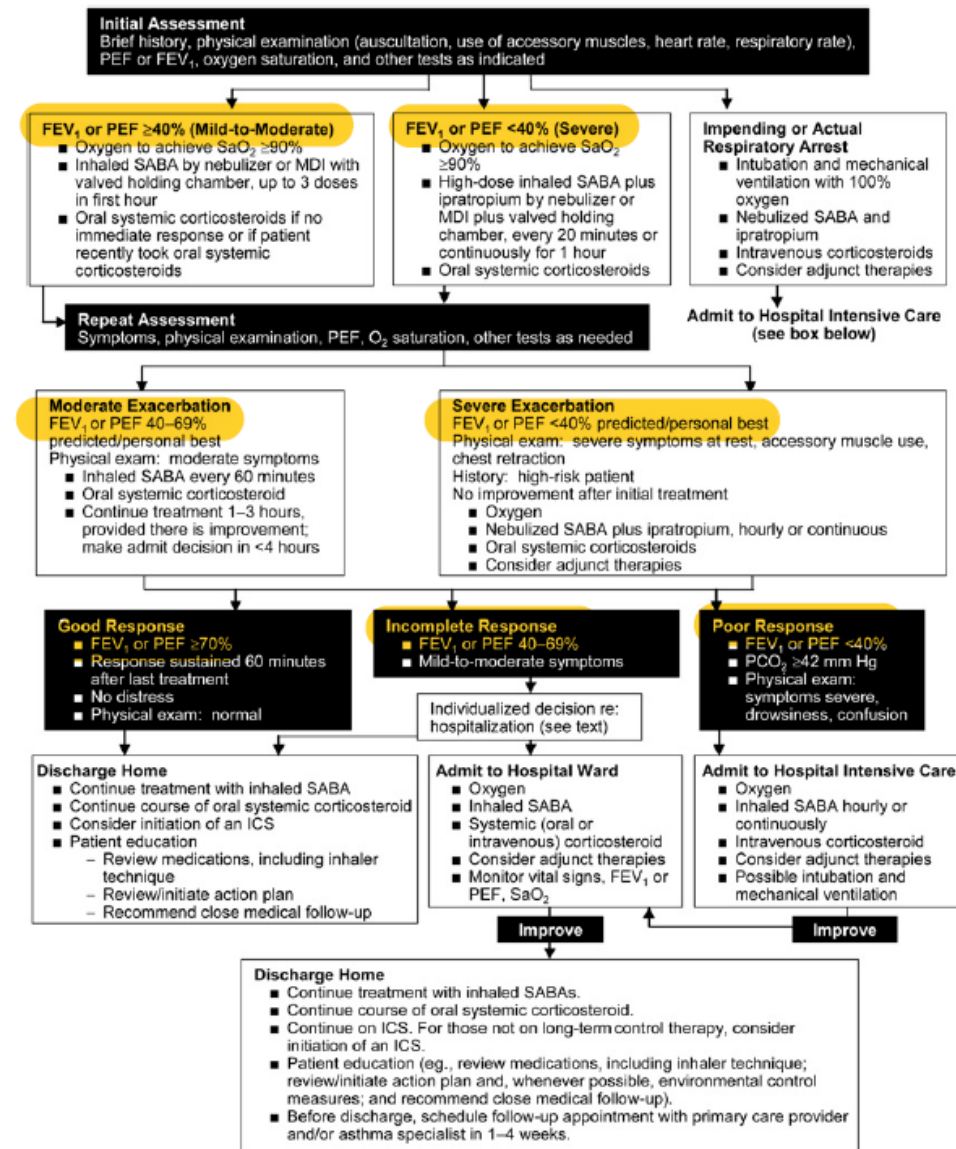 Initial Assessment
Brief history, physical examination (auscultation, use of accessory muscles, heart rate, respiratory rate),
PEF or FEV₁, oxygen saturation, and other tests as indicated
FEV₁ or PEF ≥40% (Mild-to-Moderate)
■ Oxygen to achieve SaO₂ ≥90%
■ Inhaled SABA by nebulizer or MDI with
valved holding chamber, up to 3 doses
in first hour
■ Oral systemic corticosteroids if no
immediate response or if patient
recently took oral systemic
corticosteroids
FEV₁ or PEF <40% (Severe)
■ Oxygen to achieve SaO₂
≥90%
■ High-dose inhaled SABA plus
ipratropium by nebulizer or
MDI plus valved holding
chamber, every 20 minutes or
continuously for 1 hour
■ Oral systemic corticosteroids
Impending or Actual
Respiratory Arrest
■ Intubation and mechanical
ventilation with 100%
oxygen
■ Nebulized SABA and
ipratropium
■ Intravenous corticosteroids
■ Consider adjunct therapies
Admit to Hospital Intensive Care
(see box below)
Repeat Assessment
Symptoms, physical examination, PEF, O₂ saturation, other tests as needed
Moderate Exacerbation
FEV₁ or PEF 40–69%
predicted/personal best
Physical exam: moderate symptoms
■ Inhaled SABA every 60 minutes
■ Oral systemic corticosteroid
■ Continue treatment 1–3 hours,
provided there is improvement;
make admit decision in <4 hours
Severe Exacerbation
FEV₁ or PEF <40% predicted/personal best
Physical exam: severe symptoms at rest, accessory muscle use,
chest retraction
History: high-risk patient
No improvement after initial treatment
■ Oxygen
■ Nebulized SABA plus ipratropium, hourly or continuous
■ Oral systemic corticosteroids
■ Consider adjunct therapies
Good Response
■ FEV₁ or PEF ≥70%
■ Response sustained 60 minutes
after last treatment
■ No distress
■ Physical exam: normal
Incomplete Response
■ FEV₁ or PEF 40–69%
■ Mild-to-moderate symptoms
Poor Response
■ FEV₁ or PEF <40%
■ PCO₂ ≥42 mm Hg
■ Physical exam:
symptoms severe,
drowsiness, confusion
Individualized decision re:
hospitalization (see text)
Discharge Home
■ Continue treatment with inhaled SABA
■ Continue course of oral systemic corticosteroid
■ Consider initiation of an ICS
■ Patient education
– Review medications, including inhaler
technique
– Review/initiate action plan
– Recommend close medical follow-up
Admit to Hospital Ward
■ Oxygen
■ Inhaled SABA
■ Systemic (oral or
intravenous) corticosteroid
■ Consider adjunct therapies
■ Monitor vital signs, FEV₁ or
PEF, SaO₂
Admit to Hospital Intensive Care
■ Oxygen
■ Inhaled SABA hourly or
continuously
■ Intravenous corticosteroid
■ Consider adjunct therapies
■ Possible intubation and
mechanical ventilation
Improve
Improve
Discharge Home
■ Continue treatment with inhaled SABAs.
■ Continue course of oral systemic corticosteroid.
■ Continue on ICS. For those not on long-term control therapy, consider
initiation of an ICS.
■ Patient education (eg., review medications, including inhaler technique;
review/initiate action plan and, whenever possible, environmental control
measures; and recommend close medical follow-up).
■ Before discharge, schedule follow-up appointment with primary care provider
and/or asthma specialist in 1–4 weeks.